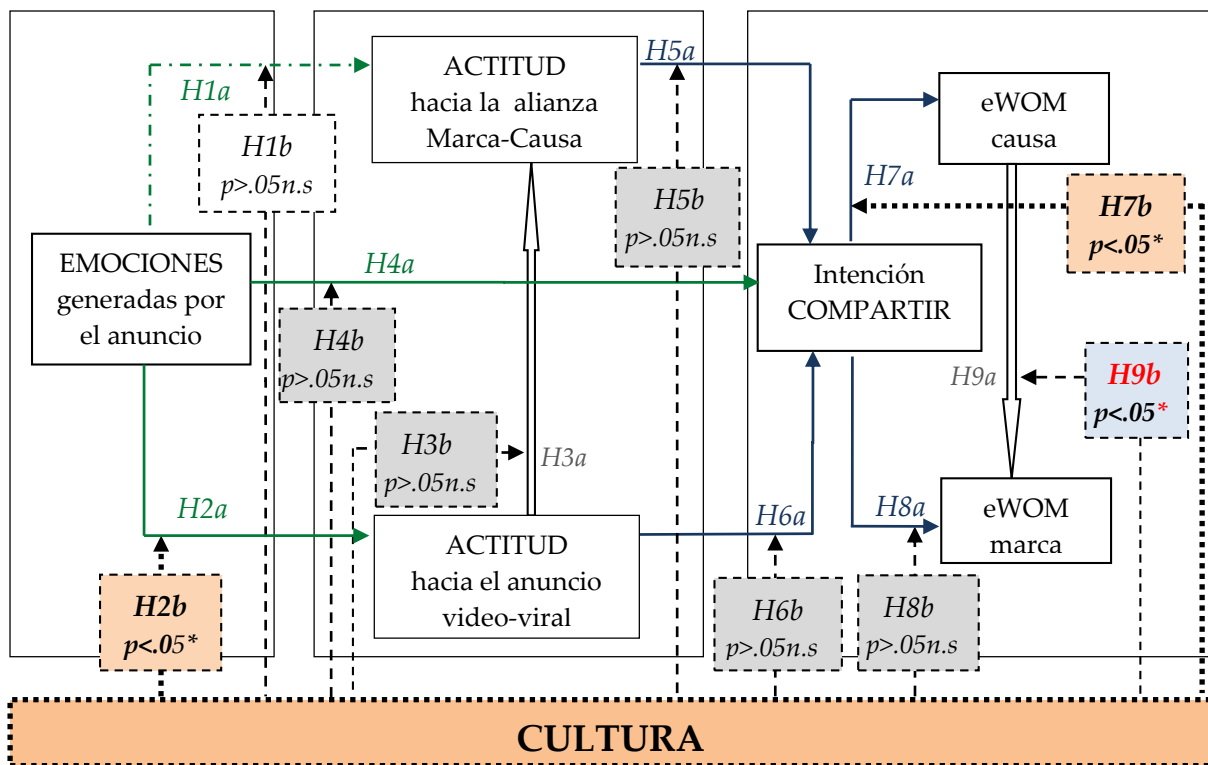 H1a
H1b
p>.05n.s
ACTITUD
hacia la alianza
Marca-Causa
H5a
eWOM
causa
H7a
H5b
p>.05n.s
H7b
p<.05*
EMOCIONES
generadas por
el anuncio
H4a
Intención
COMPARTIR
H4b
p>.05n.s
H9a
H9b
p<.05*
H3b
p>.05n.s
H3a
H2a
ACTITUD
hacia el anuncio
video-viral
H6a
H8a
eWOM
marca
H2b
p<.05*
H6b
p>.05n.s
H8b
p>.05n.s
CULTURA